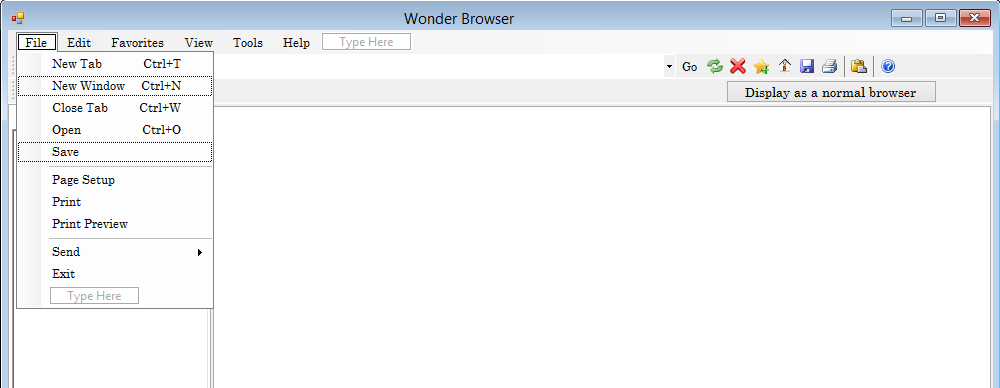 Wonder Browser
File Edit Favorites View Tools Help Type Here
New Tab Ctrl+T
Go
New Window Ctrl+N
Display as a normal browser
Close Tab Ctrl+W
Open Ctrl+O
Save
Page Setup
Print
Print Preview
Send
Exit
Type Here